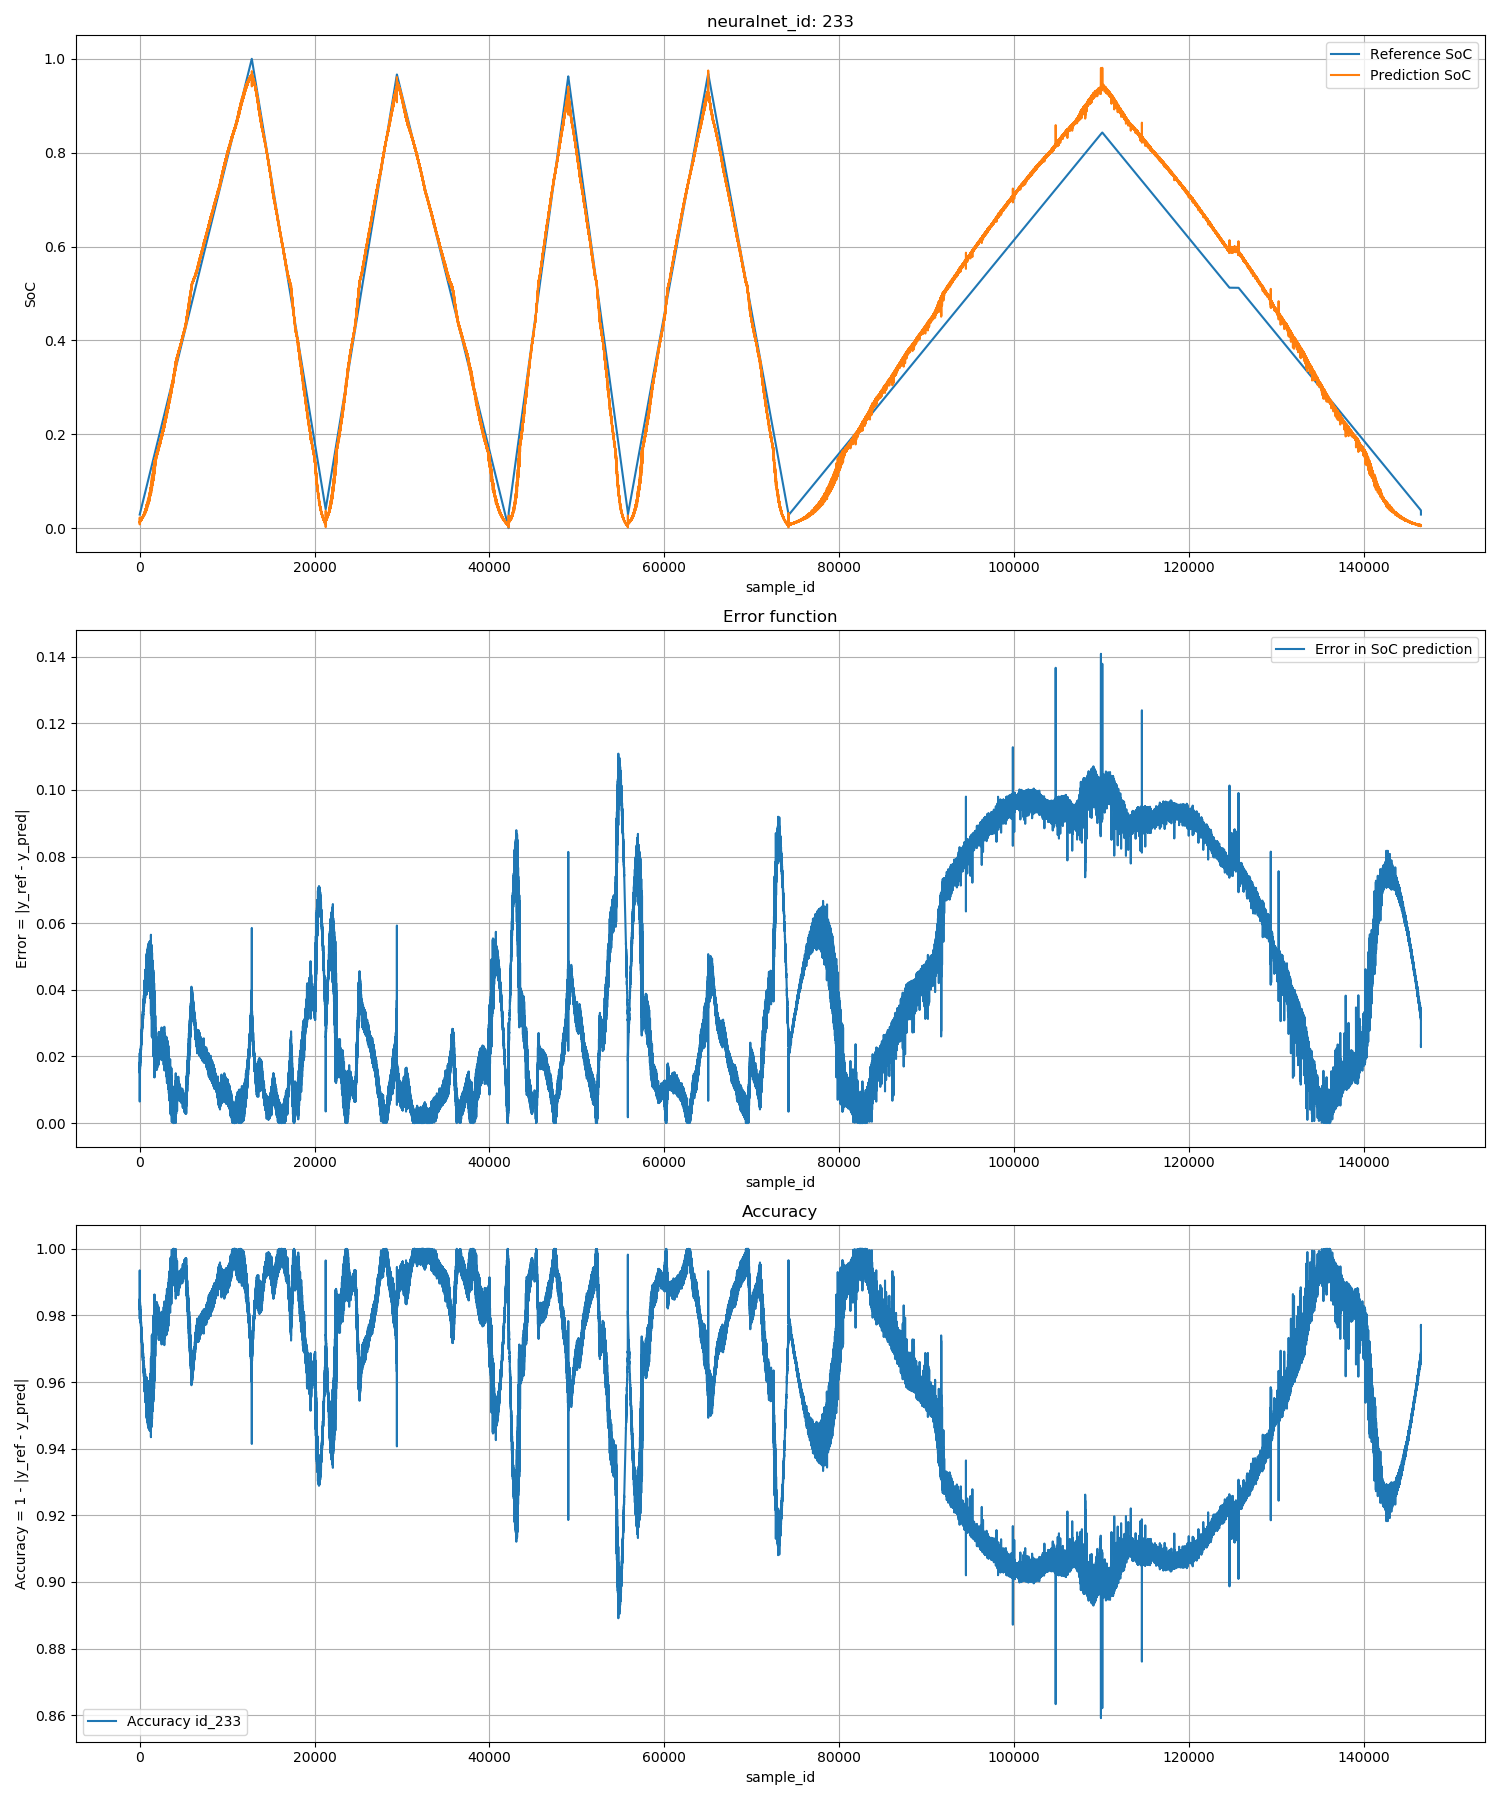 neuralnet_id: 233
Reference SoC
Prediction SoC
SoC
1.0
0.8
0.6
0.4
0.2
0.0
0 20000 40000 60000 80000 100000 120000 140000
sample_id
Error function
Error in SoC prediction
Error = |y_ref - y_pred|
0.14
0.12
0.10
0.08
0.06
0.04
0.02
0.00
0 20000 40000 60000 80000 100000 120000 140000
sample_id
Accuracy
Accuracy = 1 - |y_ref - y_pred|
1.00
0.98
0.96
0.94
0.92
0.90
0.88
0.86
Accuracy id_233
0 20000 40000 60000 80000 100000 120000 140000
sample_id